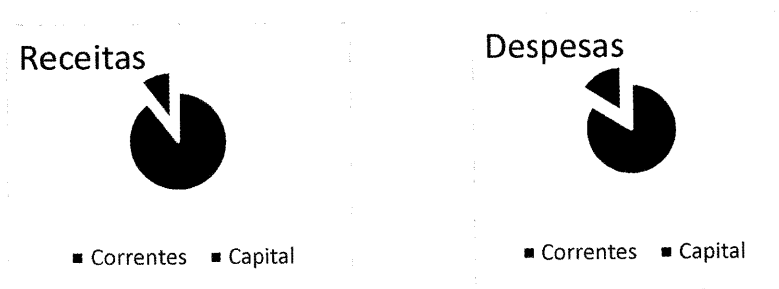 Receitas
■ Correntes ■ Capital
Despesas
■ Correntes ■ Capital